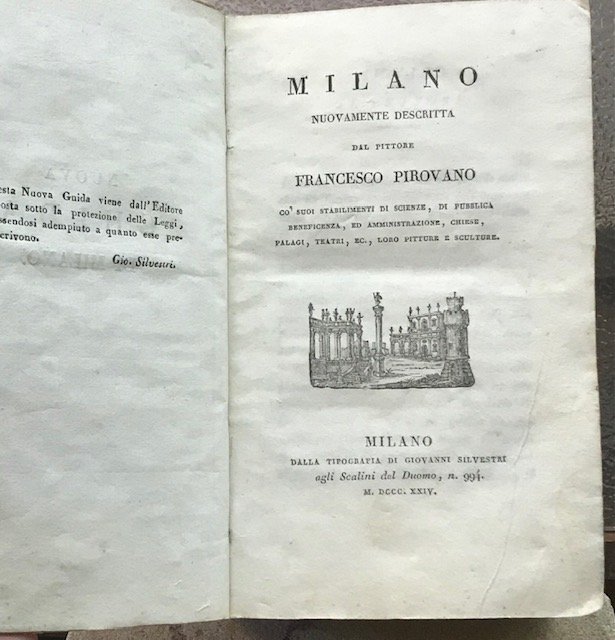 esta Nuova Guida viene dall'Editore
osta sotto la protezione delle Leggi,
ssendosi adempiuto a quanto esse pre-
crivono.
Gio. Silvestri.
MILANO
NUOVAMENTE DESCRITTA
DAL PITTORE
FRANCESCO PIROVANO
CO' SUOI STABILIMENTI DI SCIENZE, DI PUBBLICA
BENEFICENZA, ED AMMINISTRAZIONE, CHIESE,
PALAGI, TEATRI, EC., LORO PITTURE E SCULTURE.
MILANO
DALLA TIPOGRAFIA DI GIOVANNI SILVESTRI
agli Scalini del Duomo, n. 994.
M. DCCC. XXIV.